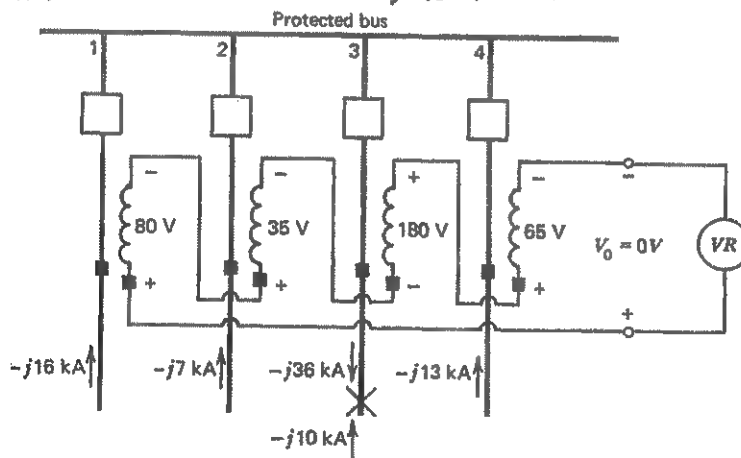 Protected bus
1 2 3 4
− − + −
80 V 35 V 180 V 65 V V₀ = 0V VR
−
+ + − + +
−j16 kA −j7 kA −j36 kA −j13 kA
−j10 kA